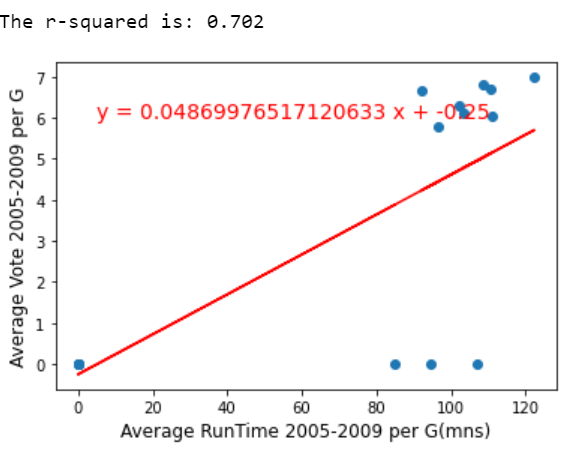 The r-squared is: 0.702
y = 0.04869976517120633 x + -0.25
Average Vote 2005-2009 per G
7
6
5
4
3
2
1
0
0 20 40 60 80 100 120
Average RunTime 2005-2009 per G(mns)